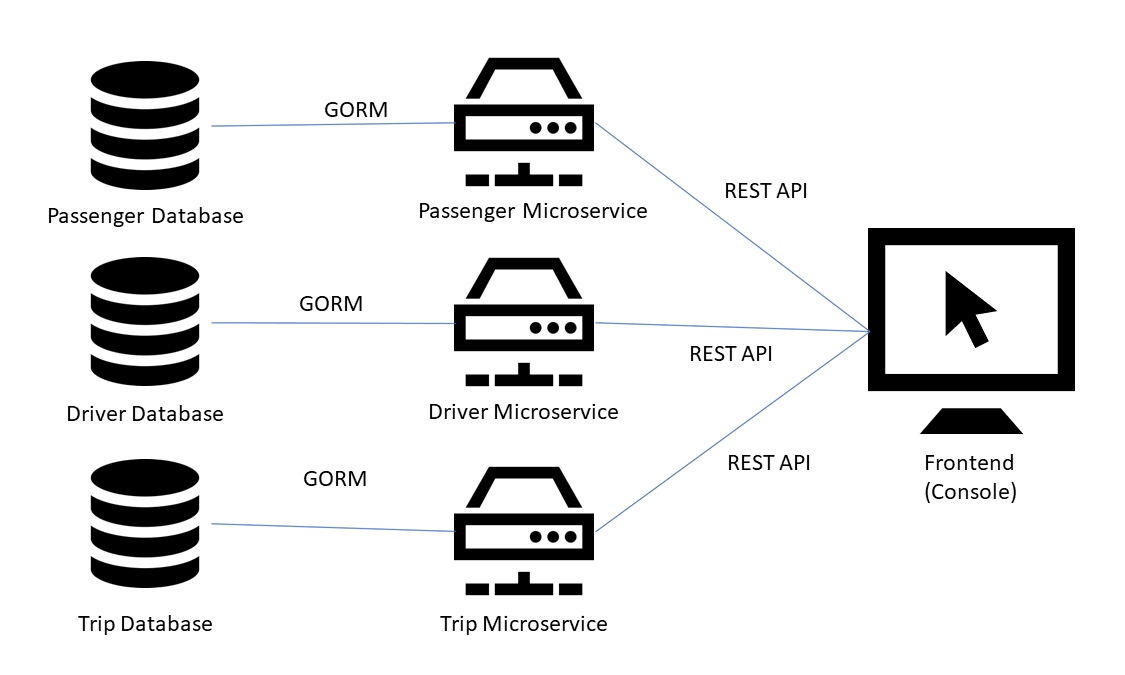 GORM
REST API
Passenger Database
Passenger Microservice
GORM
REST API
Driver Database
Driver Microservice
GORM
REST API
Frontend
(Console)
Trip Database
Trip Microservice